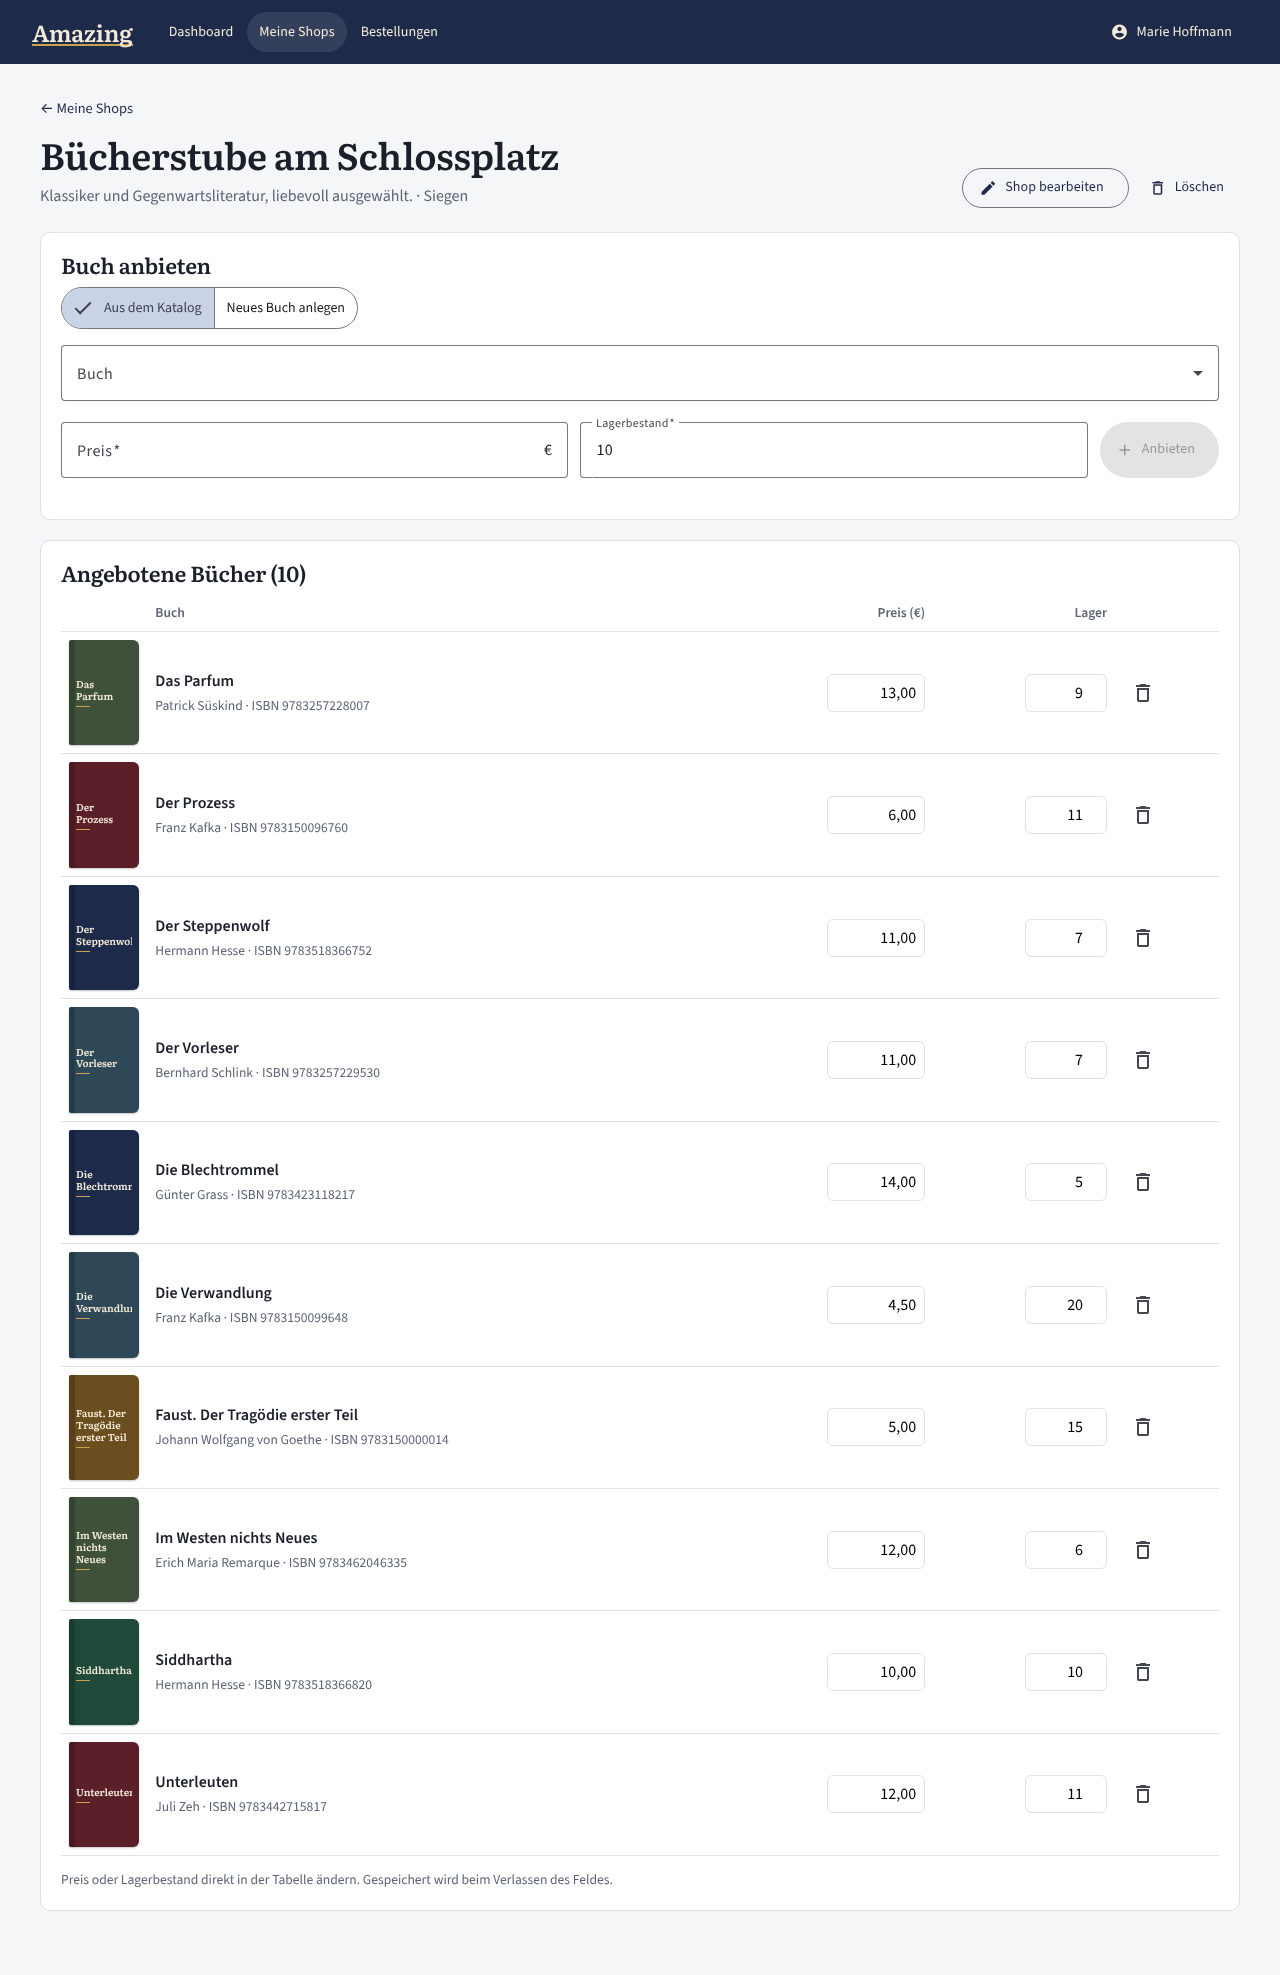 Amazing
Dashboard
Meine Shops
Bestellungen
Marie Hoffmann
← Meine Shops
Bücherstube am Schlossplatz
Klassiker und Gegenwartsliteratur, liebevoll ausgewählt. · Siegen
Shop bearbeiten
Löschen
Buch anbieten
Aus dem Katalog
Neues Buch anlegen
Buch
Preis*
€
Lagerbestand*
10
+ Anbieten
Angebotene Bücher (10)
Buch
Preis (€)
Lager
Das
Parfum
Das Parfum
Patrick Süskind · ISBN 9783257228007
13,00
9
Der
Prozess
Der Prozess
Franz Kafka · ISBN 9783150096760
6,00
11
Der
Steppenwol
Der Steppenwolf
Hermann Hesse · ISBN 9783518366752
11,00
7
Der
Vorleser
Der Vorleser
Bernhard Schlink · ISBN 9783257229530
11,00
7
Die
Blechtromm
Die Blechtrommel
Günter Grass · ISBN 9783423118217
14,00
5
Die
Verwandlun
Die Verwandlung
Franz Kafka · ISBN 9783150099648
4,50
20
Faust. Der
Tragödie
erster Teil
Faust. Der Tragödie erster Teil
Johann Wolfgang von Goethe · ISBN 9783150000014
5,00
15
Im Westen
nichts
Neues
Im Westen nichts Neues
Erich Maria Remarque · ISBN 9783462046335
12,00
6
Siddhartha
Siddhartha
Hermann Hesse · ISBN 9783518366820
10,00
10
Unterleuten
Unterleuten
Juli Zeh · ISBN 9783442715817
12,00
11
Preis oder Lagerbestand direkt in der Tabelle ändern. Gespeichert wird beim Verlassen des Feldes.